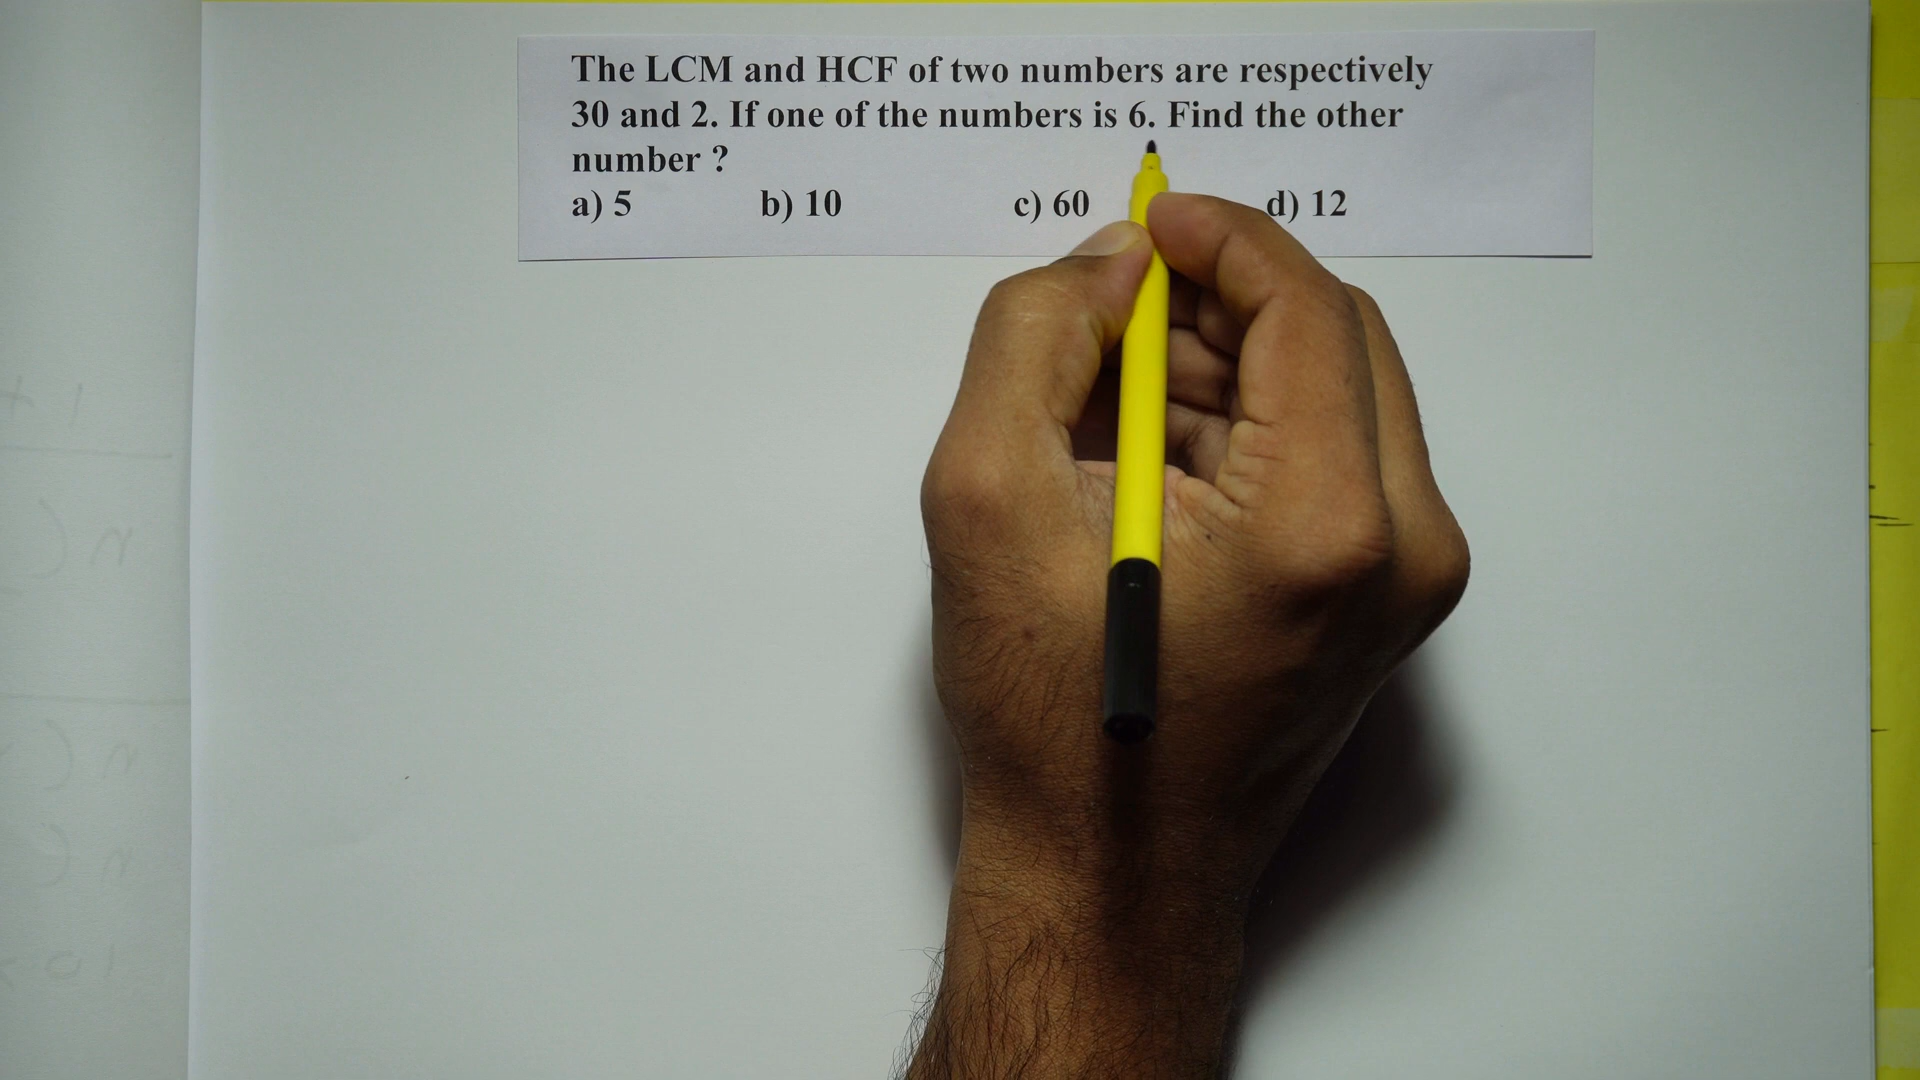 The LCM and HCF of two numbers are respectively
30 and 2. If one of the numbers is 6. Find the other
number ?
a) 5 b) 10 c) 60 d) 12